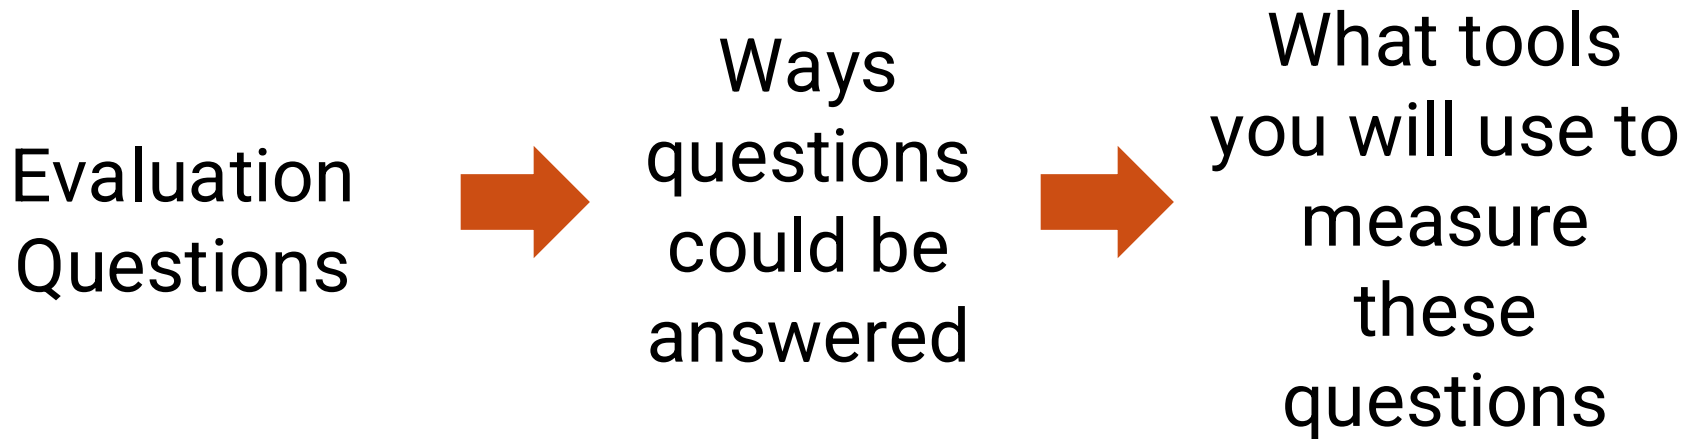 Evaluation
Questions
Ways
questions
could be
answered
What tools
you will use to
measure
these
questions